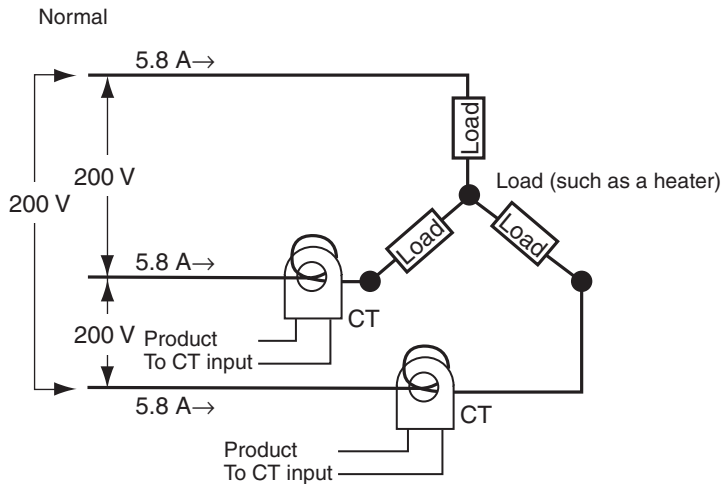 Normal
5.8 A→
Load
200 V
Load (such as a heater)
200 V
Load
Load
5.8 A→
CT
200 V
Product
To CT input
5.8 A→
CT
Product
To CT input